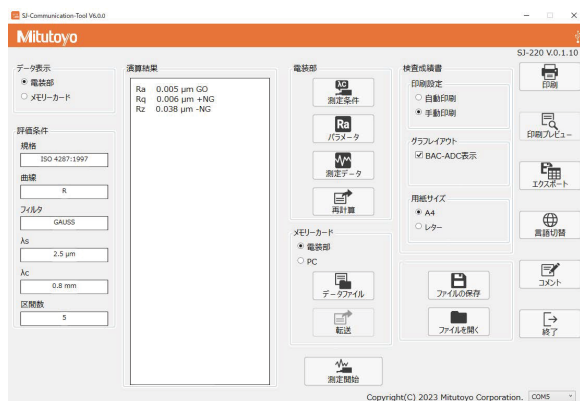 SJ-Communication-Tool V6.0.0
Mitutoyo
SJ-220 V.0.1.10
データ表示
電装部
メモリーカード
評価条件
規格
ISO 4287:1997
曲線
R
フィルタ
GAUSS
λs
2.5 µm
λc
0.8 mm
区間数
5
演算結果
Ra 0.005 µm GO
Rq 0.006 µm +NG
Rz 0.038 µm -NG
電装部
λC
測定条件
Ra
パラメータ
測定データ
再計算
メモリーカード
電装部
PC
データファイル
転送
測定開始
検査成績書
印刷設定
自動印刷
手動印刷
グラフレイアウト
BAC-ADC表示
用紙サイズ
A4
レター
ファイルの保存
ファイルを開く
印刷
印刷プレビュー
エクスポート
言語切替
コメント
終了
Copyright(C) 2023 Mitutoyo Corporation.
COM5